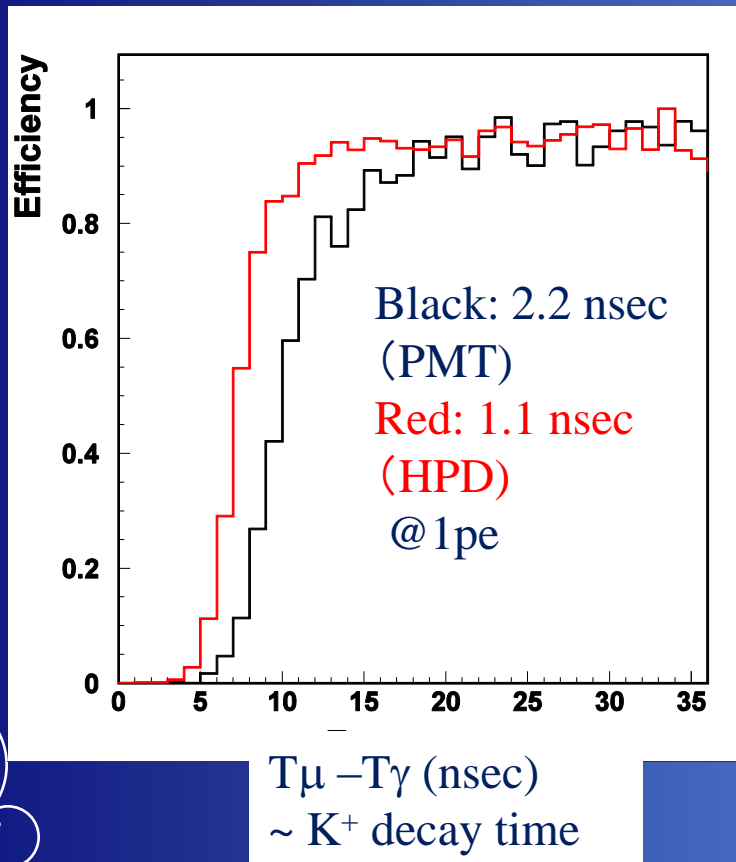 Efficiency
1
0.8
0.6
0.4
0.2
0
0 5 10 15 20 25 30 35
Black: 2.2 nsec
（PMT)
Red: 1.1 nsec
（HPD)
@1pe
Tμ –Tγ (nsec)
~ K⁺ decay time